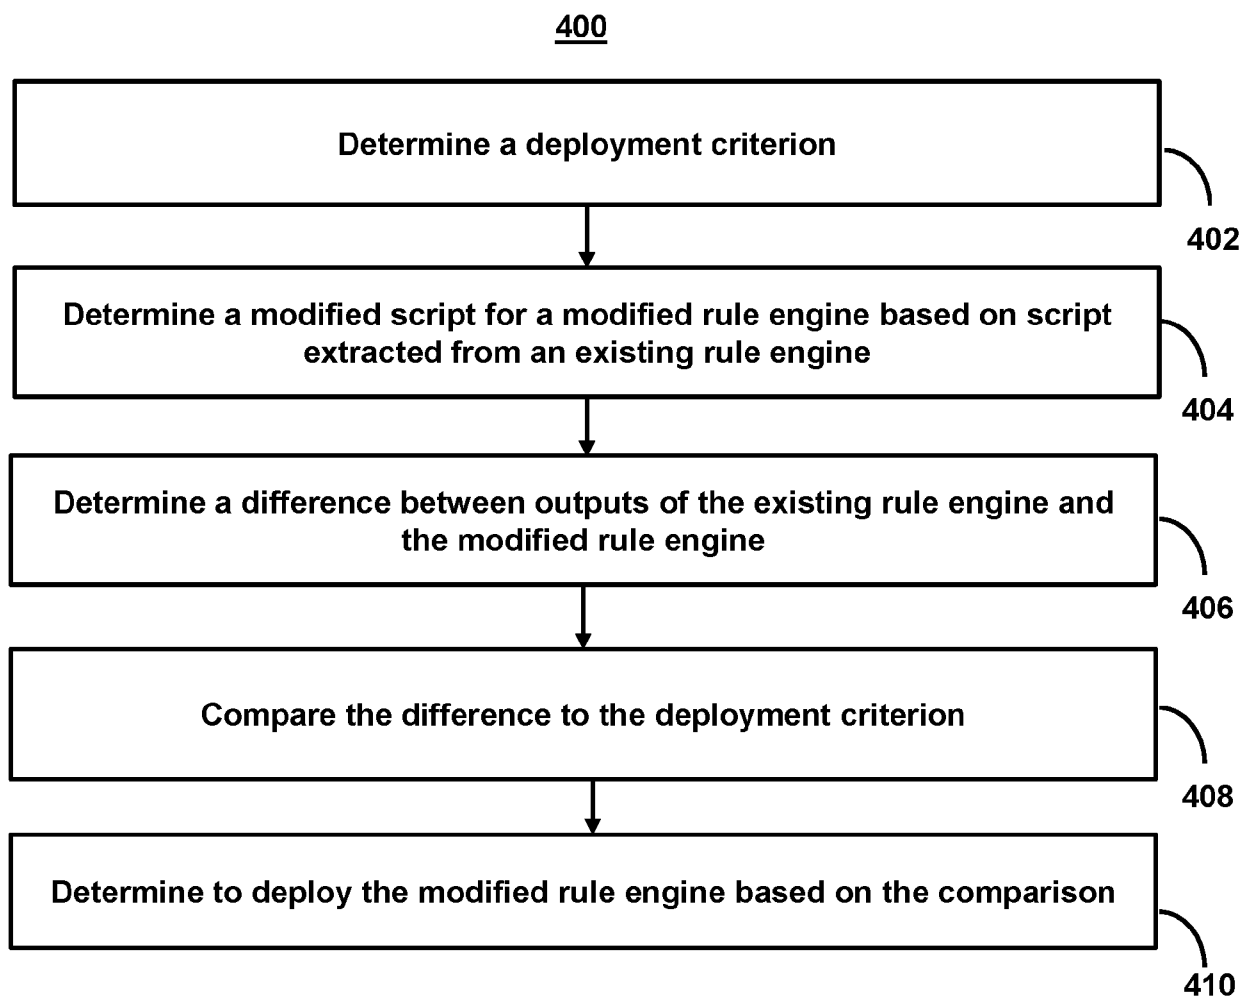 400
Determine a deployment criterion
402
Determine a modified script for a modified rule engine based on script
extracted from an existing rule engine
404
Determine a difference between outputs of the existing rule engine and
the modified rule engine
406
Compare the difference to the deployment criterion
408
Determine to deploy the modified rule engine based on the comparison
410